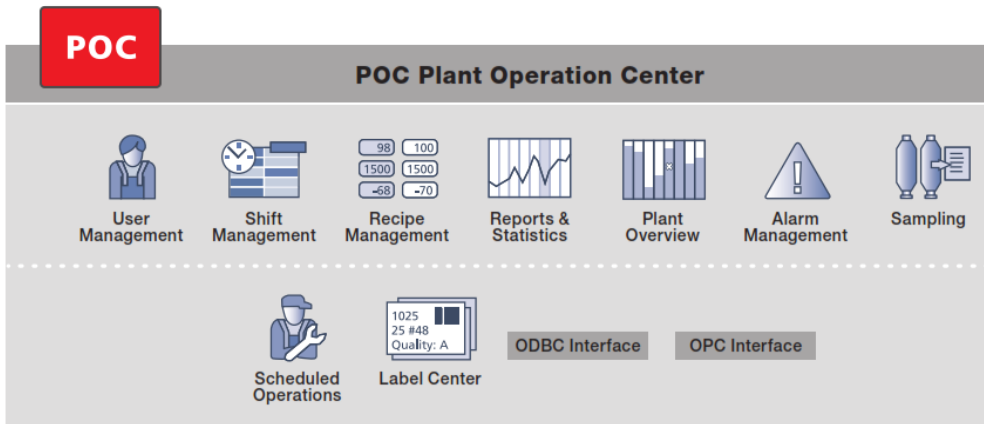 POC
POC Plant Operation Center
98 100
1500 1500
-68 -70
User
Management
Shift
Management
Recipe
Management
Reports &
Statistics
Plant
Overview
Alarm
Management
Sampling
1025
25 #48
Quality: A
Scheduled
Operations
Label Center
ODBC Interface
OPC Interface